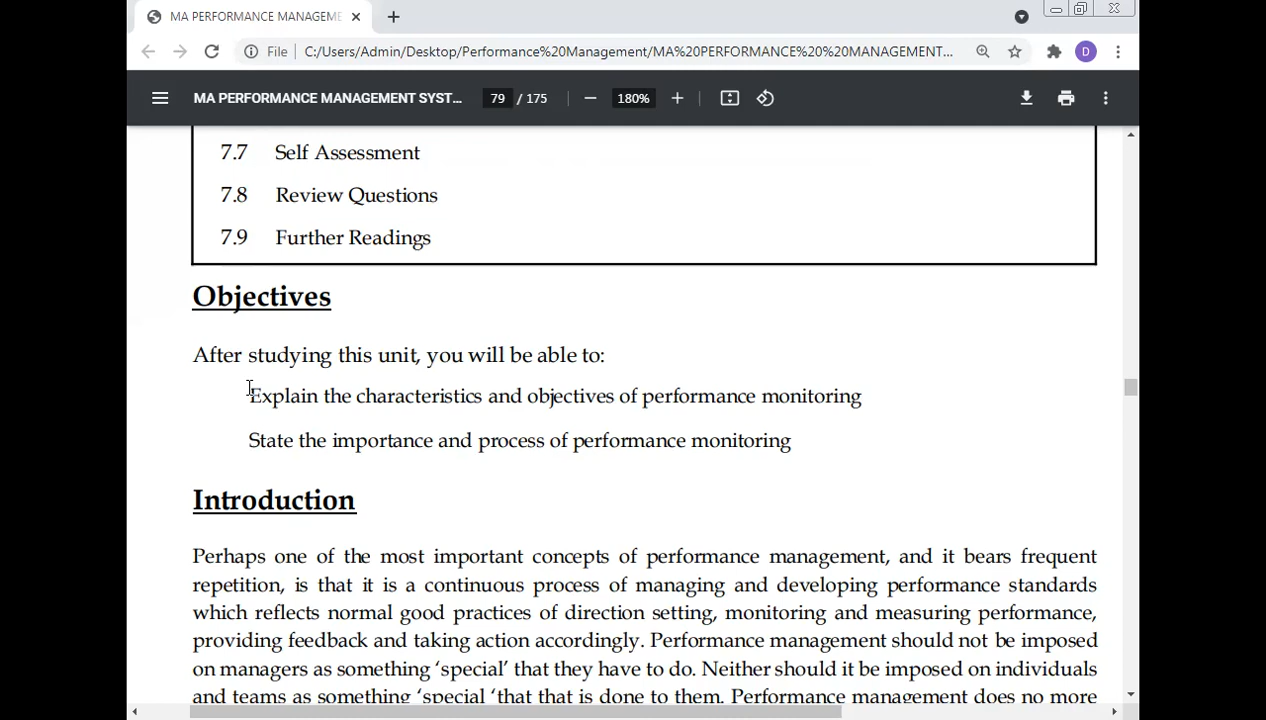 MA PERFORMANCE MANAGEME
File
C:/Users/Admin/Desktop/Performance%20Management/MA%20PERFORMANCE%20%20MANAGEMENT...
D
MA PERFORMANCE MANAGEMENT SYST...
79 / 175
180%
7.7 Self Assessment
7.8 Review Questions
7.9 Further Readings
Objectives
After studying this unit, you will be able to:
Explain the characteristics and objectives of performance monitoring
State the importance and process of performance monitoring
Introduction
Perhaps one of the most important concepts of performance management, and it bears frequent
repetition, is that it is a continuous process of managing and developing performance standards
which reflects normal good practices of direction setting, monitoring and measuring performance,
providing feedback and taking action accordingly. Performance management should not be imposed
on managers as something ‘special’ that they have to do. Neither should it be imposed on individuals
and teams as something ‘special ‘that that is done to them. Performance management does no more